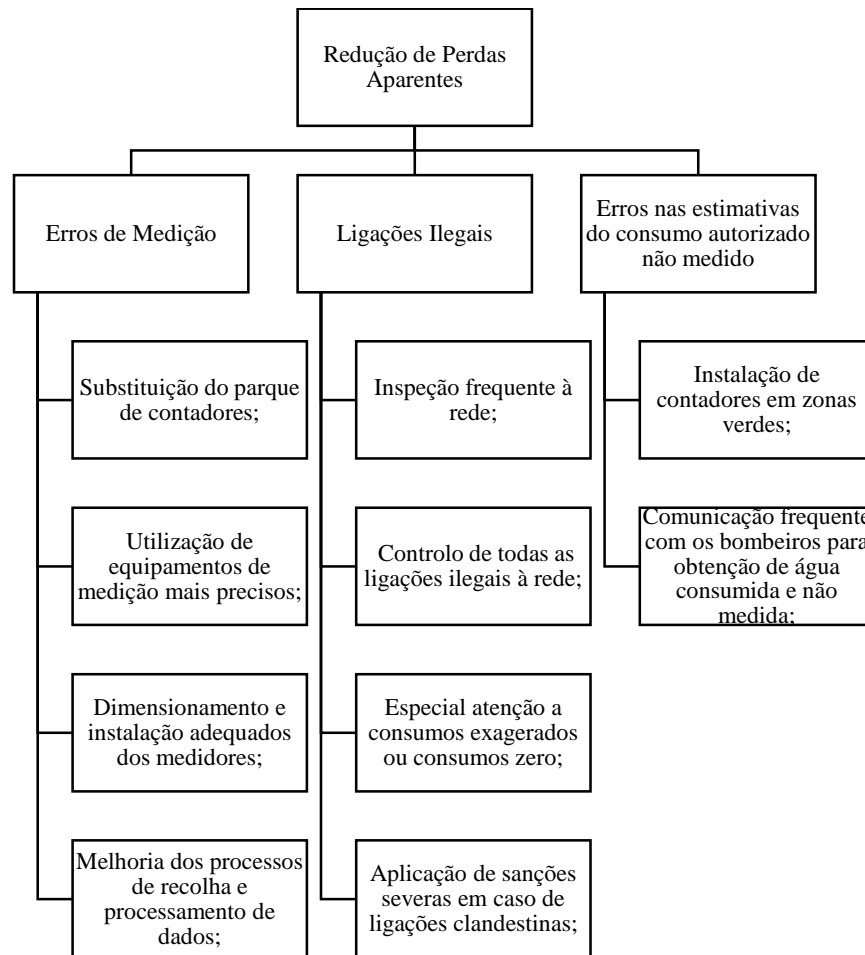 Redução de Perdas
Aparentes
Erros de Medição
Substituição do parque
de contadores;
Utilização de
equipamentos de
medição mais precisos;
Dimensionamento e
instalação adequados
dos medidores;
Melhoria dos processos
de recolha e
processamento de
dados;
Ligações Ilegais
Inspeção frequente à
rede;
Controlo de todas as
ligações ilegais à rede;
Especial atenção a
consumos exagerados
ou consumos zero;
Aplicação de sanções
severas em caso de
ligações clandestinas;
Erros nas estimativas
do consumo autorizado
não medido
Instalação de
contadores em zonas
verdes;
Comunicação frequente
com os bombeiros para
obtenção de água
consumida e não
medida;